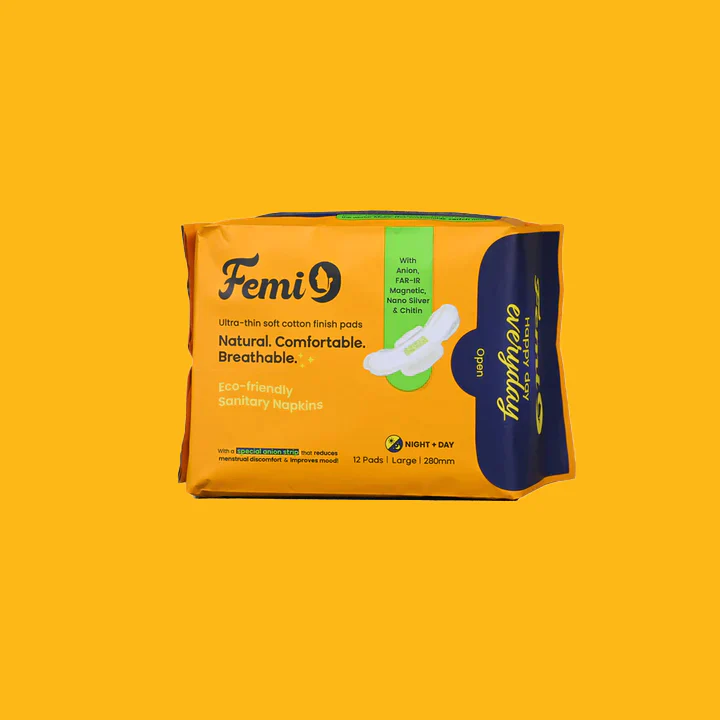 Femi9
Ultra-thin soft cotton finish pads
Natural. Comfortable.
Breathable.
Eco-friendly
Sanitary Napkins
With a special anion strip that reduces
menstrual discomfort & improves mood!
With
Anion,
FAR-IR
Magnetic,
Nano Silver
& Chitin
NIGHT + DAY
12 Pads | Large | 280mm
Open
Happy day
everyday
Femi9